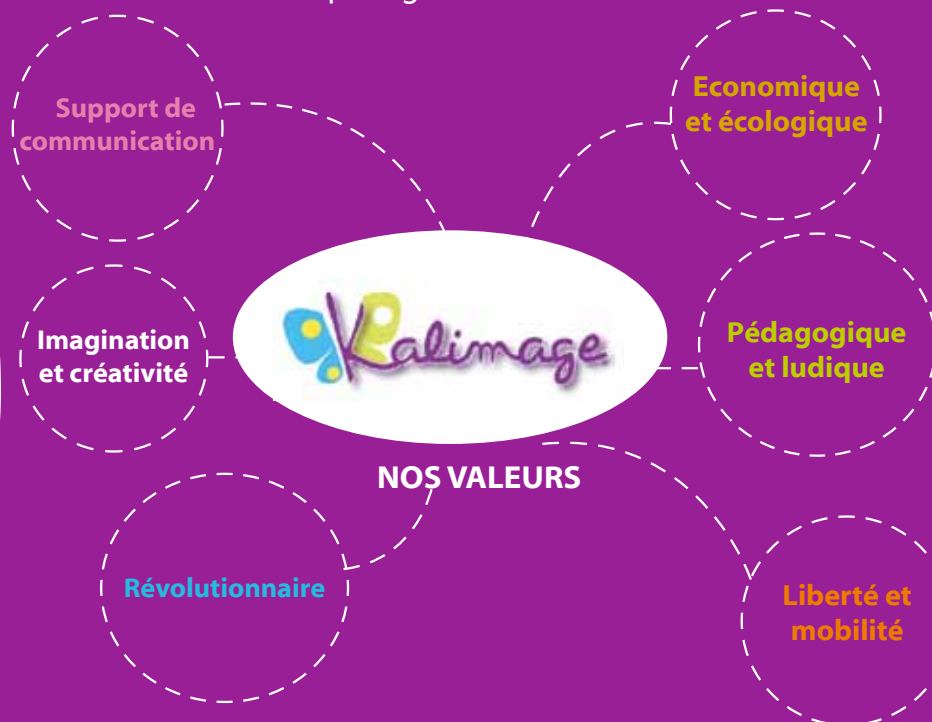 Support de
communication
Economique
et écologique
Imagination
et créativité
Kalimage
Pédagogique
et ludique
NOS VALEURS
Révolutionnaire
Liberté et
mobilité